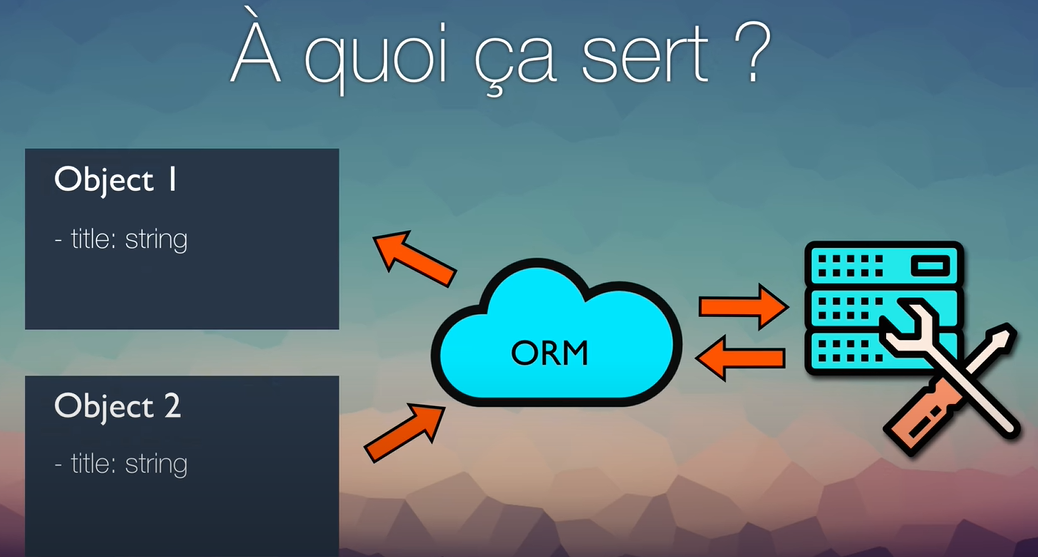 À quoi ça sert ?
Object 1
- title: string
ORM
Object 2
- title: string